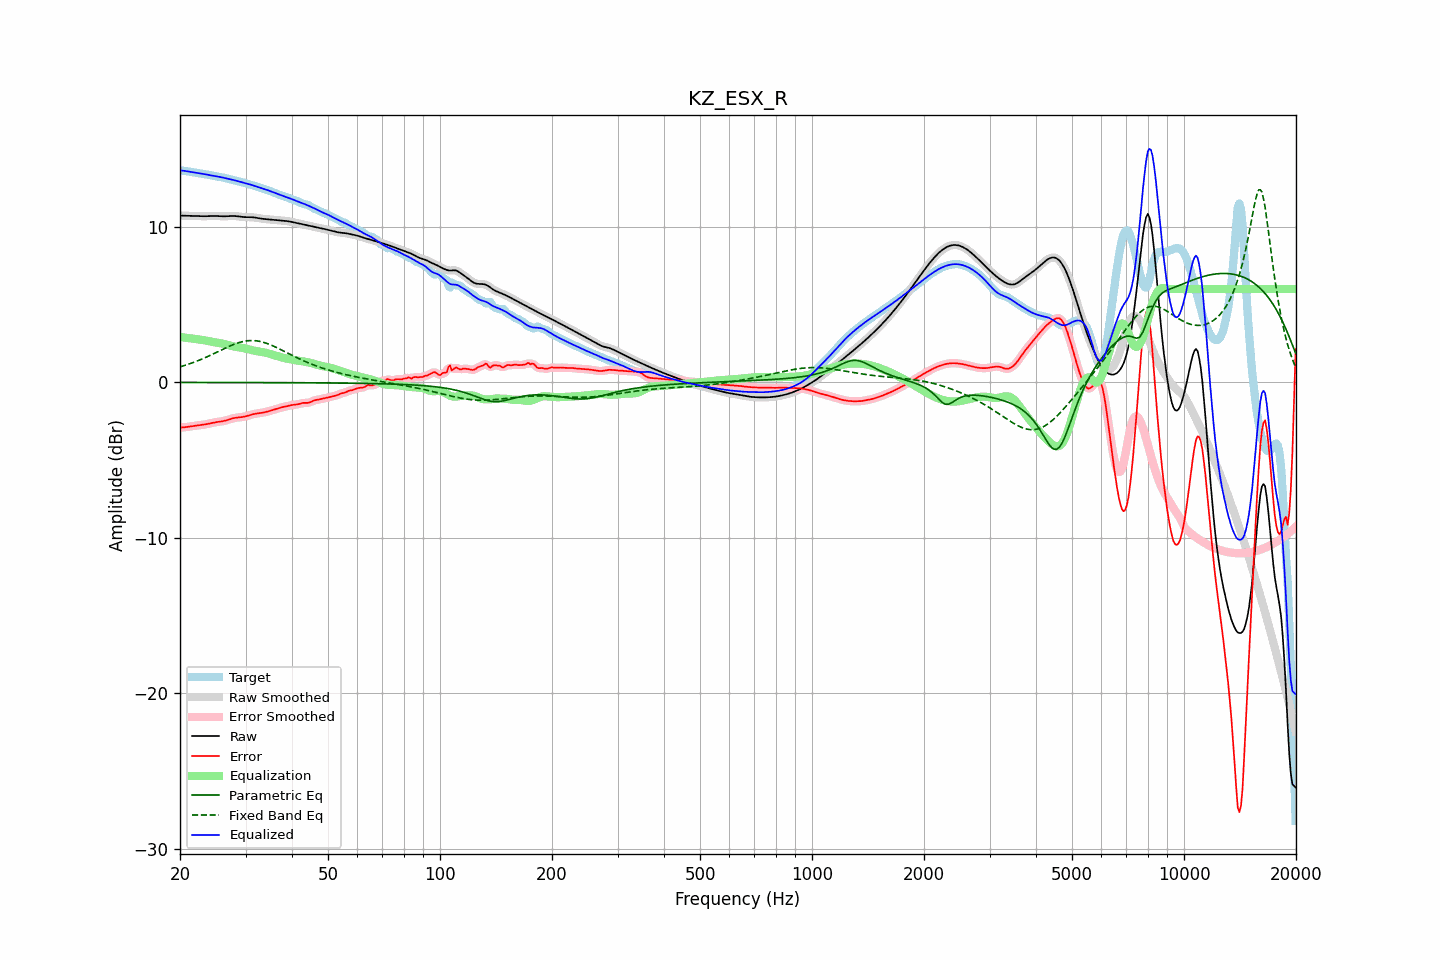 KZ_ESX_R
Amplitude (dBr)
10
0
−10
−20
−30
Target
Raw Smoothed
Error Smoothed
Raw
Error
Equalization
Parametric Eq
Fixed Band Eq
Equalized
20 50 100 200 500 1000 2000 5000 10000 20000
Frequency (Hz)